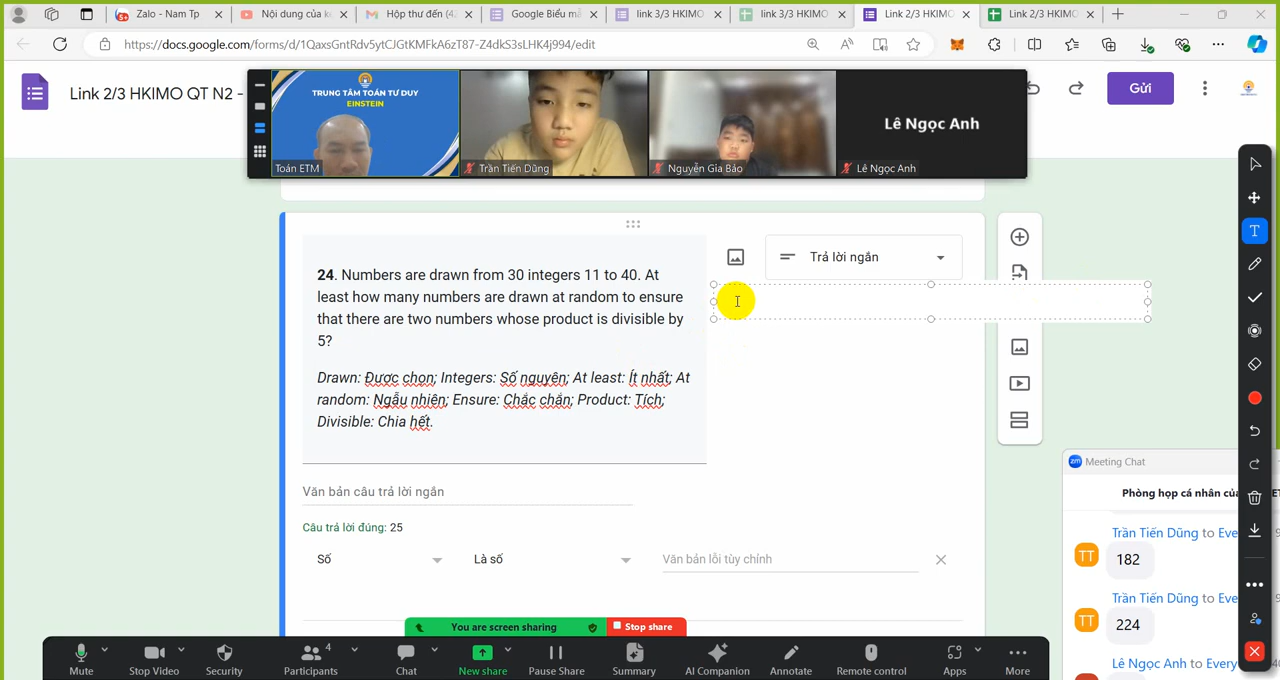 Zalo - Nam Tp
Nội dung của k
Hộp thư đến (4
Google Biểu m
link 3/3 HKIMO
link 3/3 HKIMO
Link 2/3 HKIMO
Link 2/3 HKIMO
https://docs.google.com/forms/d/1QaxsGntRdv5ytCJGtKMFkA6zT87-Z4dkS3sLHK4j994/edit
Link 2/3 HKIMO QT N2 -
Gửi
TRUNG TÂM TOÁN TƯ DUY
EINSTEIN
Toán ETM
Trần Tiến Dũng
Nguyễn Gia Bảo
Lê Ngọc Anh
Lê Ngọc Anh
24. Numbers are drawn from 30 integers 11 to 40. At
least how many numbers are drawn at random to ensure
that there are two numbers whose product is divisible by
5?
Drawn: Được chọn; Integers: Số nguyên; At least: Ít nhất; At
random: Ngẫu nhiên; Ensure: Chắc chắn; Product: Tích;
Divisible: Chia hết.
Trả lời ngắn
Văn bản câu trả lời ngắn
Câu trả lời đúng: 25
Số
Là số
Văn bản lỗi tùy chỉnh
zm Meeting Chat
Phòng họp cá nhân của ET
Trần Tiến Dũng to Eve
TT
182
Trần Tiến Dũng to Eve
TT
224
Lê Ngọc Anh to Every
You are screen sharing
Stop share
Mute
Stop Video
Security
Participants
4
Chat
New share
Pause Share
Summary
AI Companion
Annotate
Remote control
Apps
More